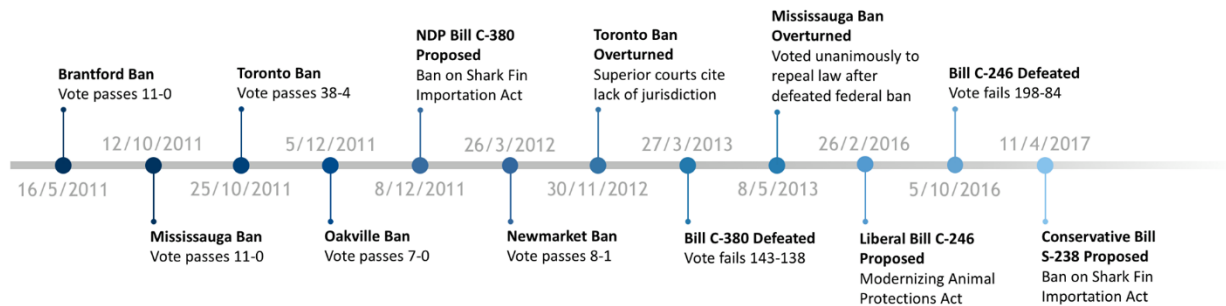 Brantford Ban
Vote passes 11-0
16/5/2011
12/10/2011
Mississauga Ban
Vote passes 11-0
Toronto Ban
Vote passes 38-4
25/10/2011
5/12/2011
Oakville Ban
Vote passes 7-0
NDP Bill C-380
Proposed
Ban on Shark Fin
Importation Act
8/12/2011
26/3/2012
Newmarket Ban
Vote passes 8-1
Toronto Ban
Overturned
Superior courts cite
lack of jurisdiction
30/11/2012
27/3/2013
Bill C-380 Defeated
Vote fails 143-138
Mississauga Ban
Overturned
Voted unanimously to
repeal law after
defeated federal ban
8/5/2013
26/2/2016
Liberal Bill C-246
Proposed
Modernizing Animal
Protections Act
Bill C-246 Defeated
Vote fails 198-84
5/10/2016
11/4/2017
Conservative Bill
S-238 Proposed
Ban on Shark Fin
Importation Act